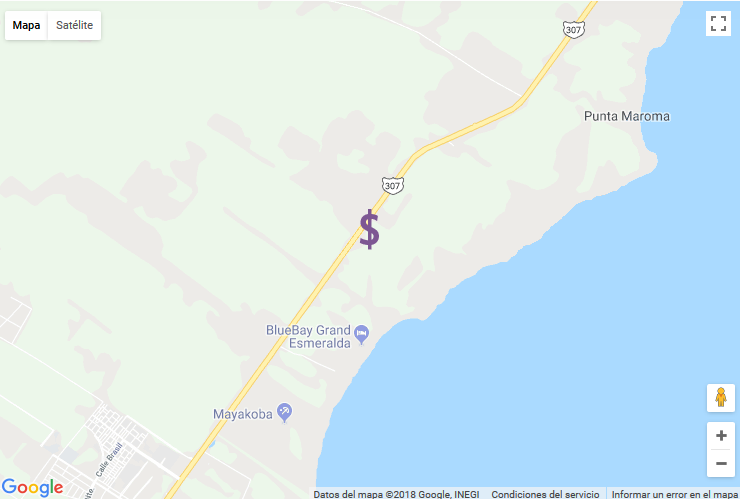 Mapa
Satélite
307
Punta Maroma
307
$
BlueBay Grand
Esmeralda
Mayakoba
Calle Brasil
Google
Datos del mapa ©2018 Google, INEGI
Condiciones del servicio
Informar un error en el mapa